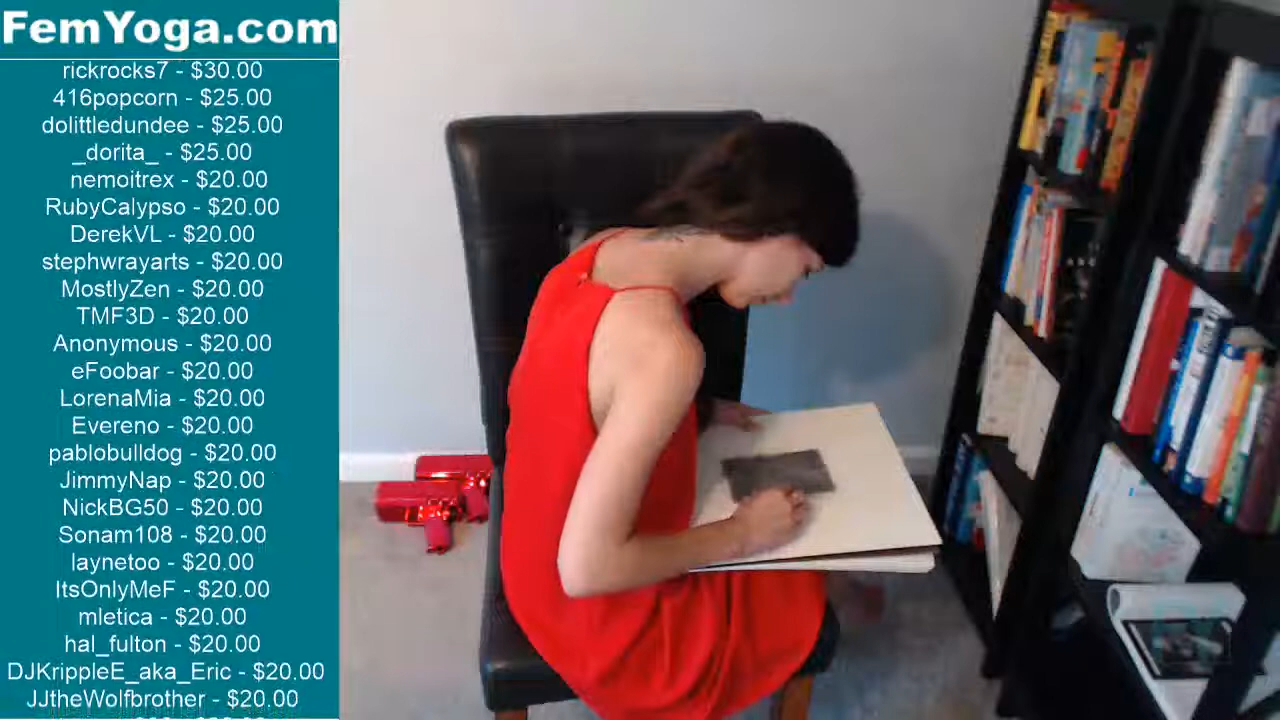 FemYoga.com
rickrocks7 - $30.00
416popcorn - $25.00
dolittledundee - $25.00
_dorita_ - $25.00
nemoitrex - $20.00
RubyCalypso - $20.00
DerekVL - $20.00
stephwrayarts - $20.00
MostlyZen - $20.00
TMF3D - $20.00
Anonymous - $20.00
eFoobar - $20.00
LorenaMia - $20.00
Evereno - $20.00
pablobulldog - $20.00
JimmyNap - $20.00
NickBG50 - $20.00
Sonam108 - $20.00
laynetoo - $20.00
ItsOnlyMeF - $20.00
mletica - $20.00
hal_fulton - $20.00
DJKrippleE_aka_Eric - $20.00
JJtheWolfbrother - $20.00